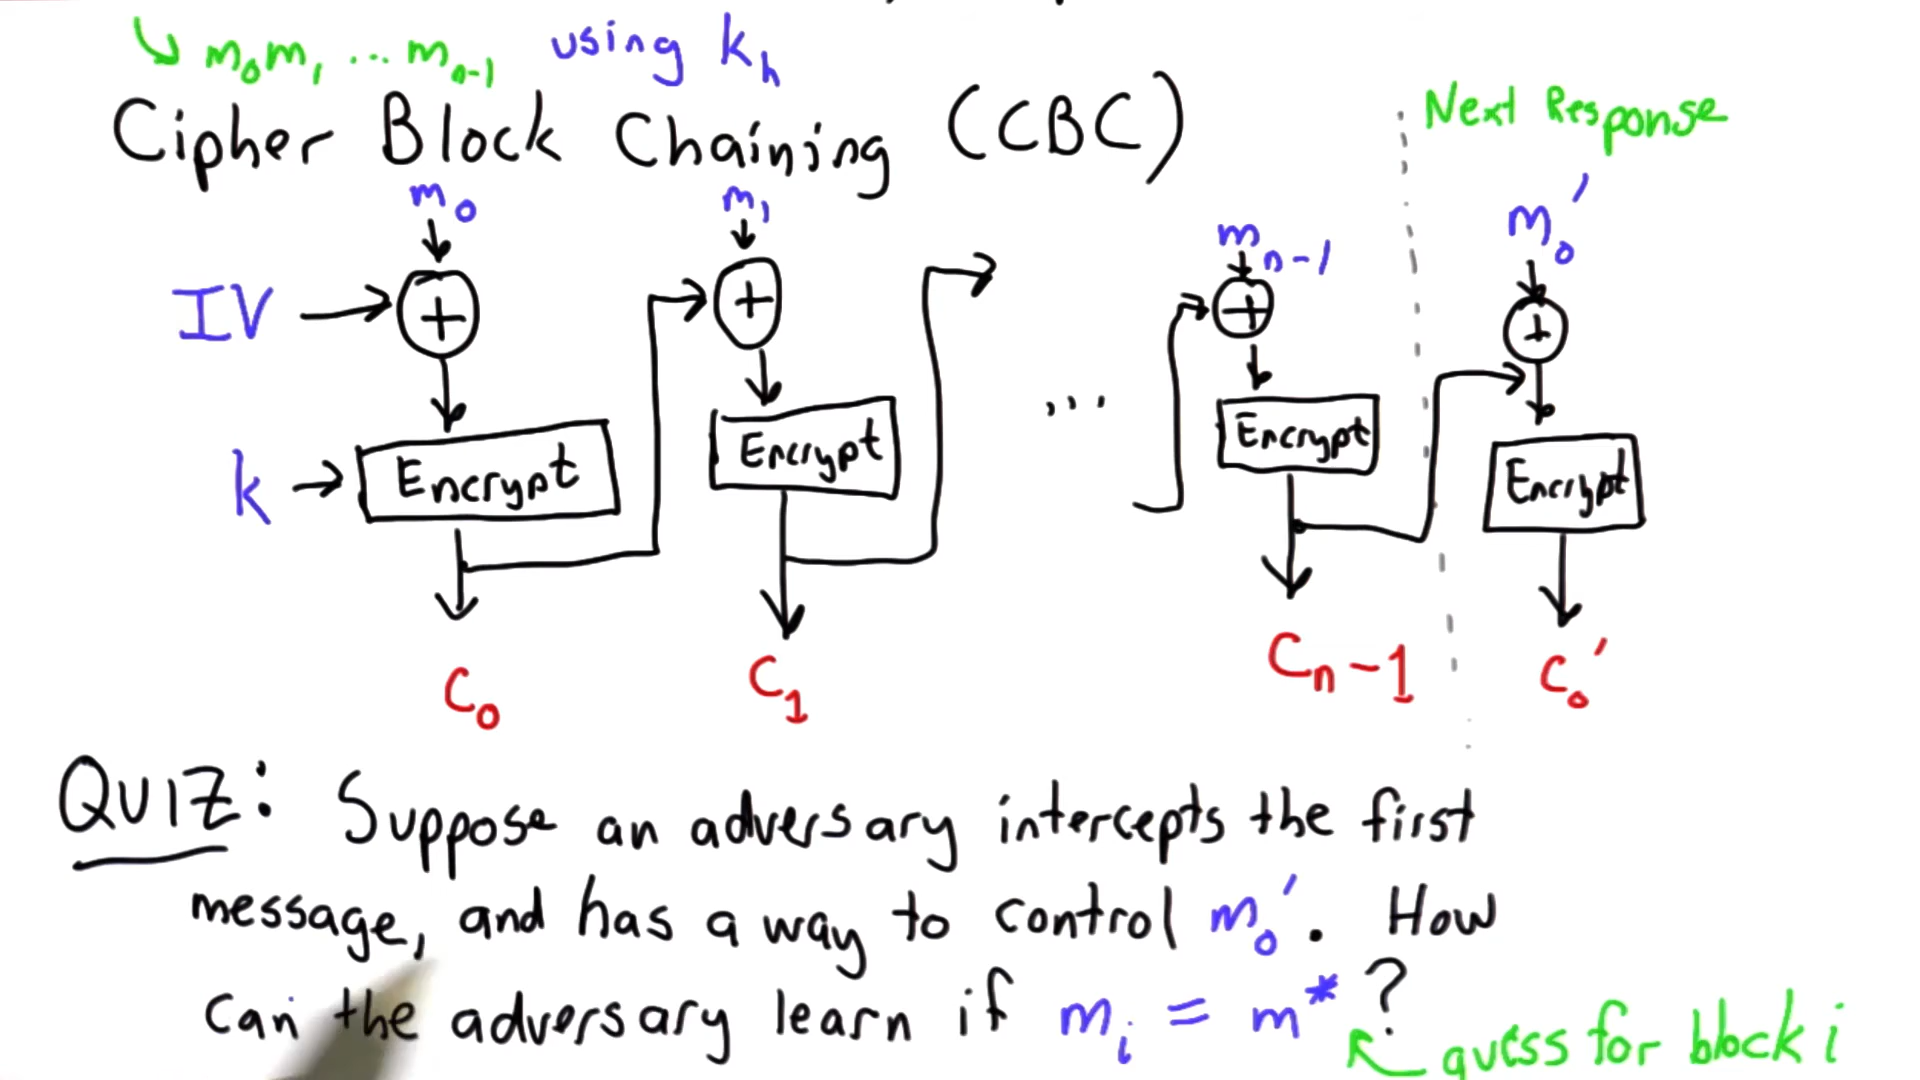 m₀m₁ ... mₙ₋₁ using kₕ
Cipher Block Chaining (CBC)
Next Response
m₀ m₁ mₙ₋₁ m₀′
IV + + + +
...
k Encrypt Encrypt Encrypt Encrypt
C₀ C₁ Cₙ−1 C₀′
QUIZ: Suppose an adversary intercepts the first
message, and has a way to control m₀′. How
can the adversary learn if mᵢ = m*?
guess for block i